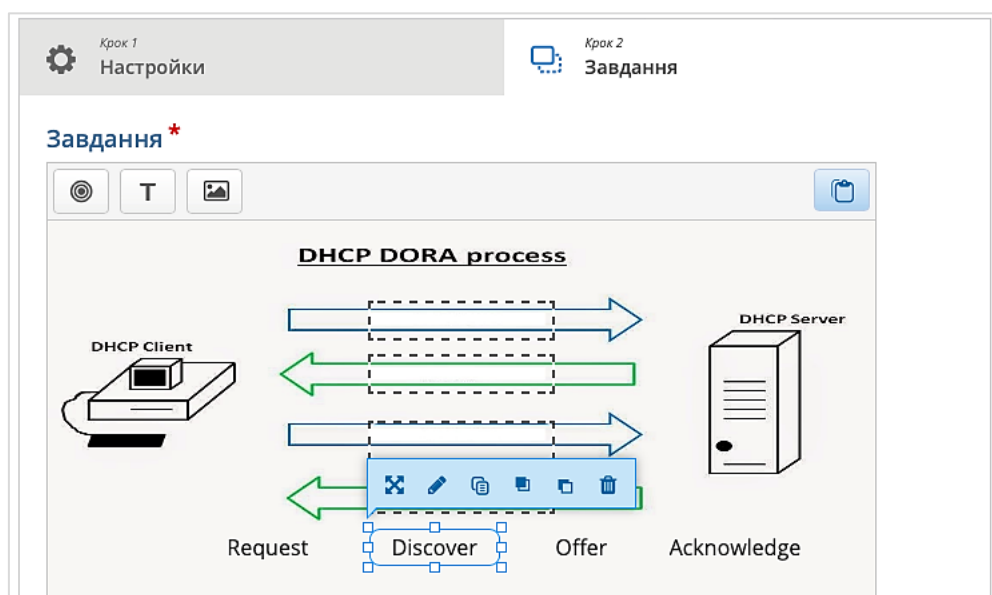 Крок 1
Настройки
Крок 2
Завдання
Завдання *
T
DHCP DORA process
DHCP Server
DHCP Client
Request
Discover
Offer
Acknowledge